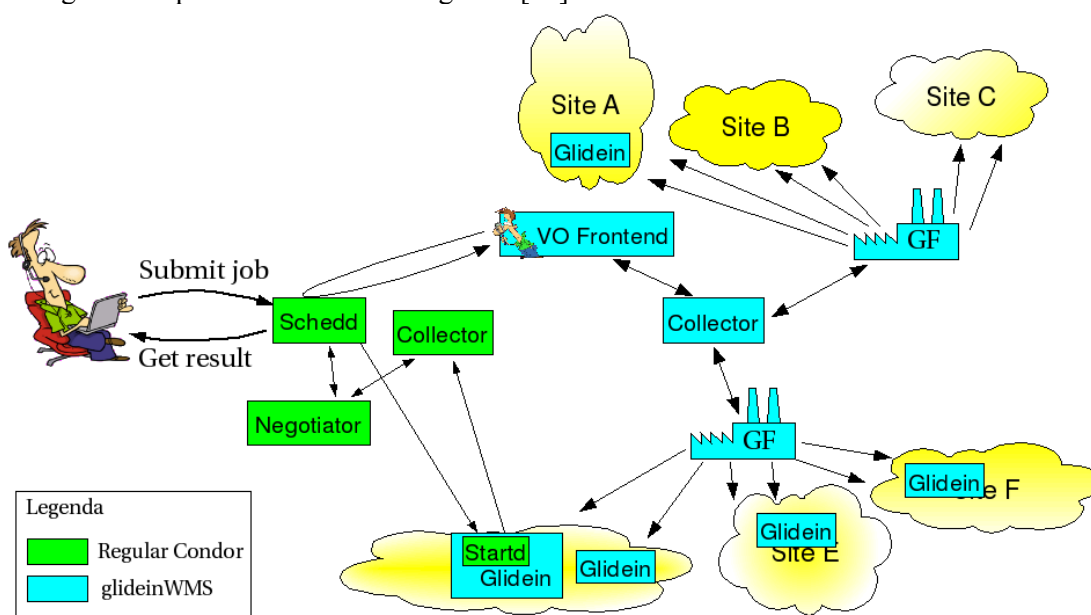 Site A
Glidein
Site B
Site C
GF
VO Frontend
Submit job
Get result
Schedd
Collector
Collector
Negotiator
GF
Glidein
Site F
Glidein
Site E
Startd
Glidein
Glidein
Legenda
Regular Condor
glideinWMS